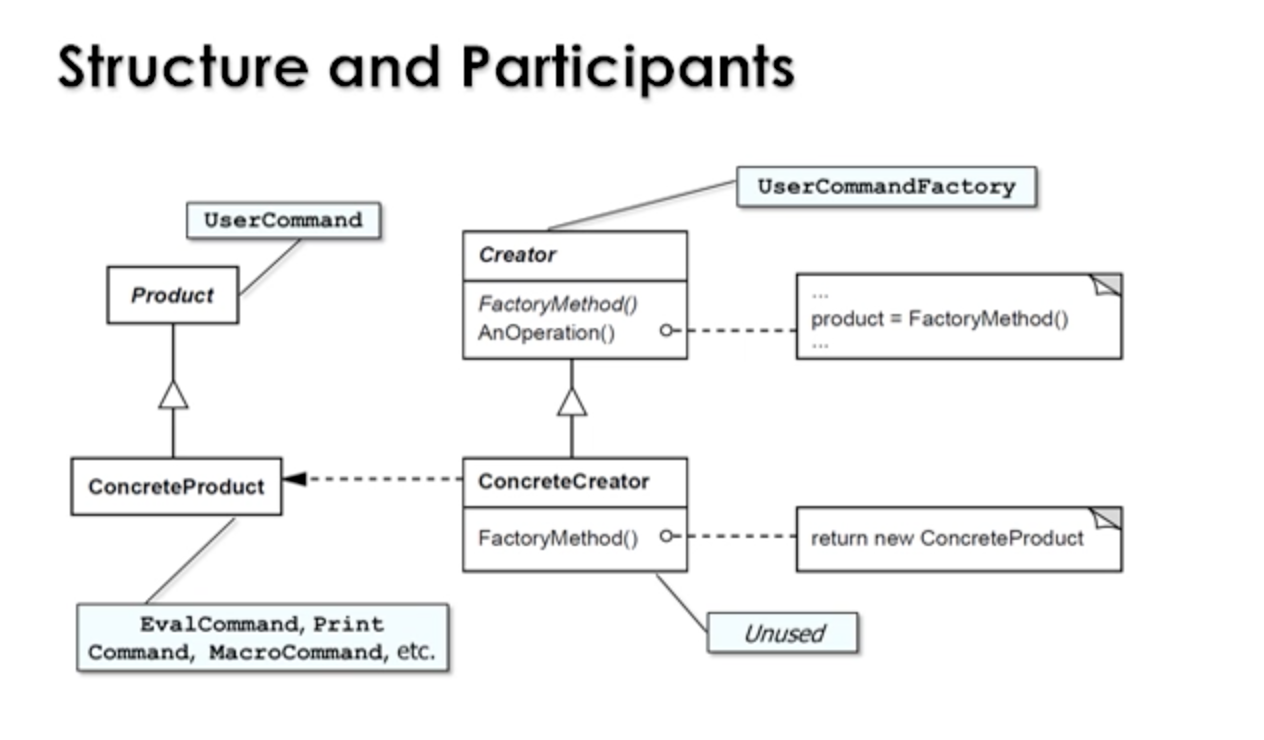 Structure and Participants
UserCommandFactory
UserCommand
Creator
Product
FactoryMethod()
AnOperation()
...
product = FactoryMethod()
...
ConcreteProduct
ConcreteCreator
FactoryMethod()
return new ConcreteProduct
EvalCommand, Print
Command, MacroCommand, etc.
Unused